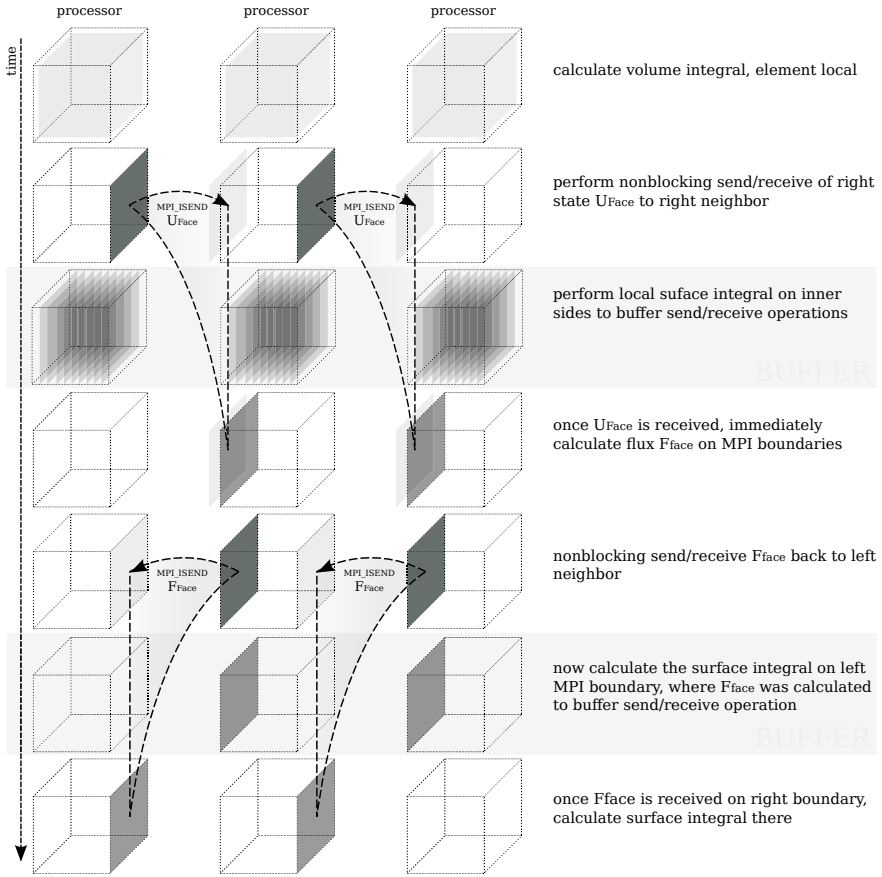 processor processor processor
time
calculate volume integral, element local
perform nonblocking send/receive of right
state UFace to right neighbor
MPI_ISEND MPI_ISEND
UFace UFace
perform local suface integral on inner
sides to buffer send/receive operations
BUFFER
once UFace is received, immediately
calculate flux Fface on MPI boundaries
nonblocking send/receive Fface back to left
neighbor
MPI_ISEND MPI_ISEND
FFace FFace
now calculate the surface integral on left
MPI boundary, where Fface was calculated
to buffer send/receive operation
BUFFER
once Fface is received on right boundary,
calculate surface integral there